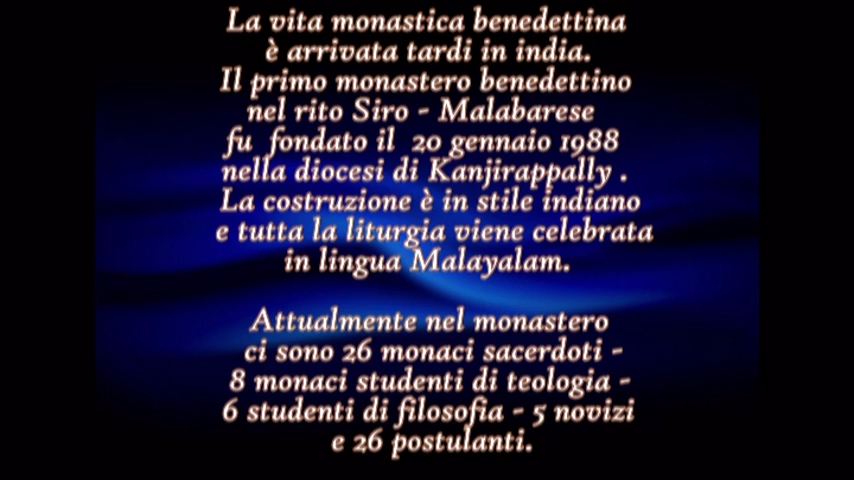 La vita monastica benedettina
è arrivata tardi in india.
Il primo monastero benedettino
nel rito Siro - Malabarese
fu fondato il 20 gennaio 1988
nella diocesi di Kanjirappally .
La costruzione è in stile indiano
e tutta la liturgia viene celebrata
in lingua Malayalam.
Attualmente nel monastero
ci sono 26 monaci sacerdoti -
8 monaci studenti di teologia -
6 studenti di filosofia - 5 novizi
e 26 postulanti.